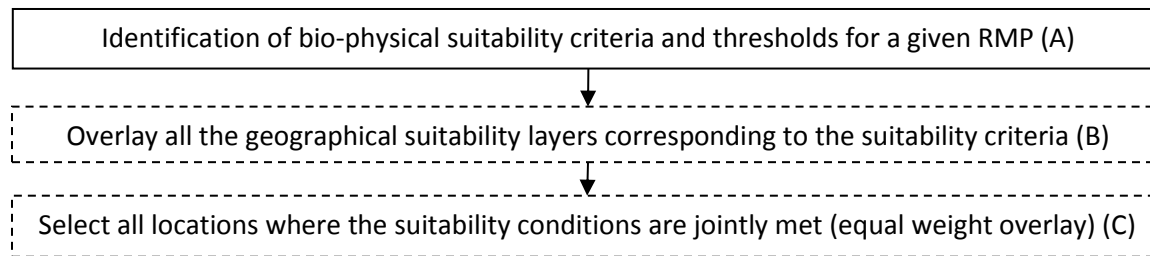 Identification of bio-physical suitability criteria and thresholds for a given RMP (A)
Overlay all the geographical suitability layers corresponding to the suitability criteria (B)
Select all locations where the suitability conditions are jointly met (equal weight overlay) (C)